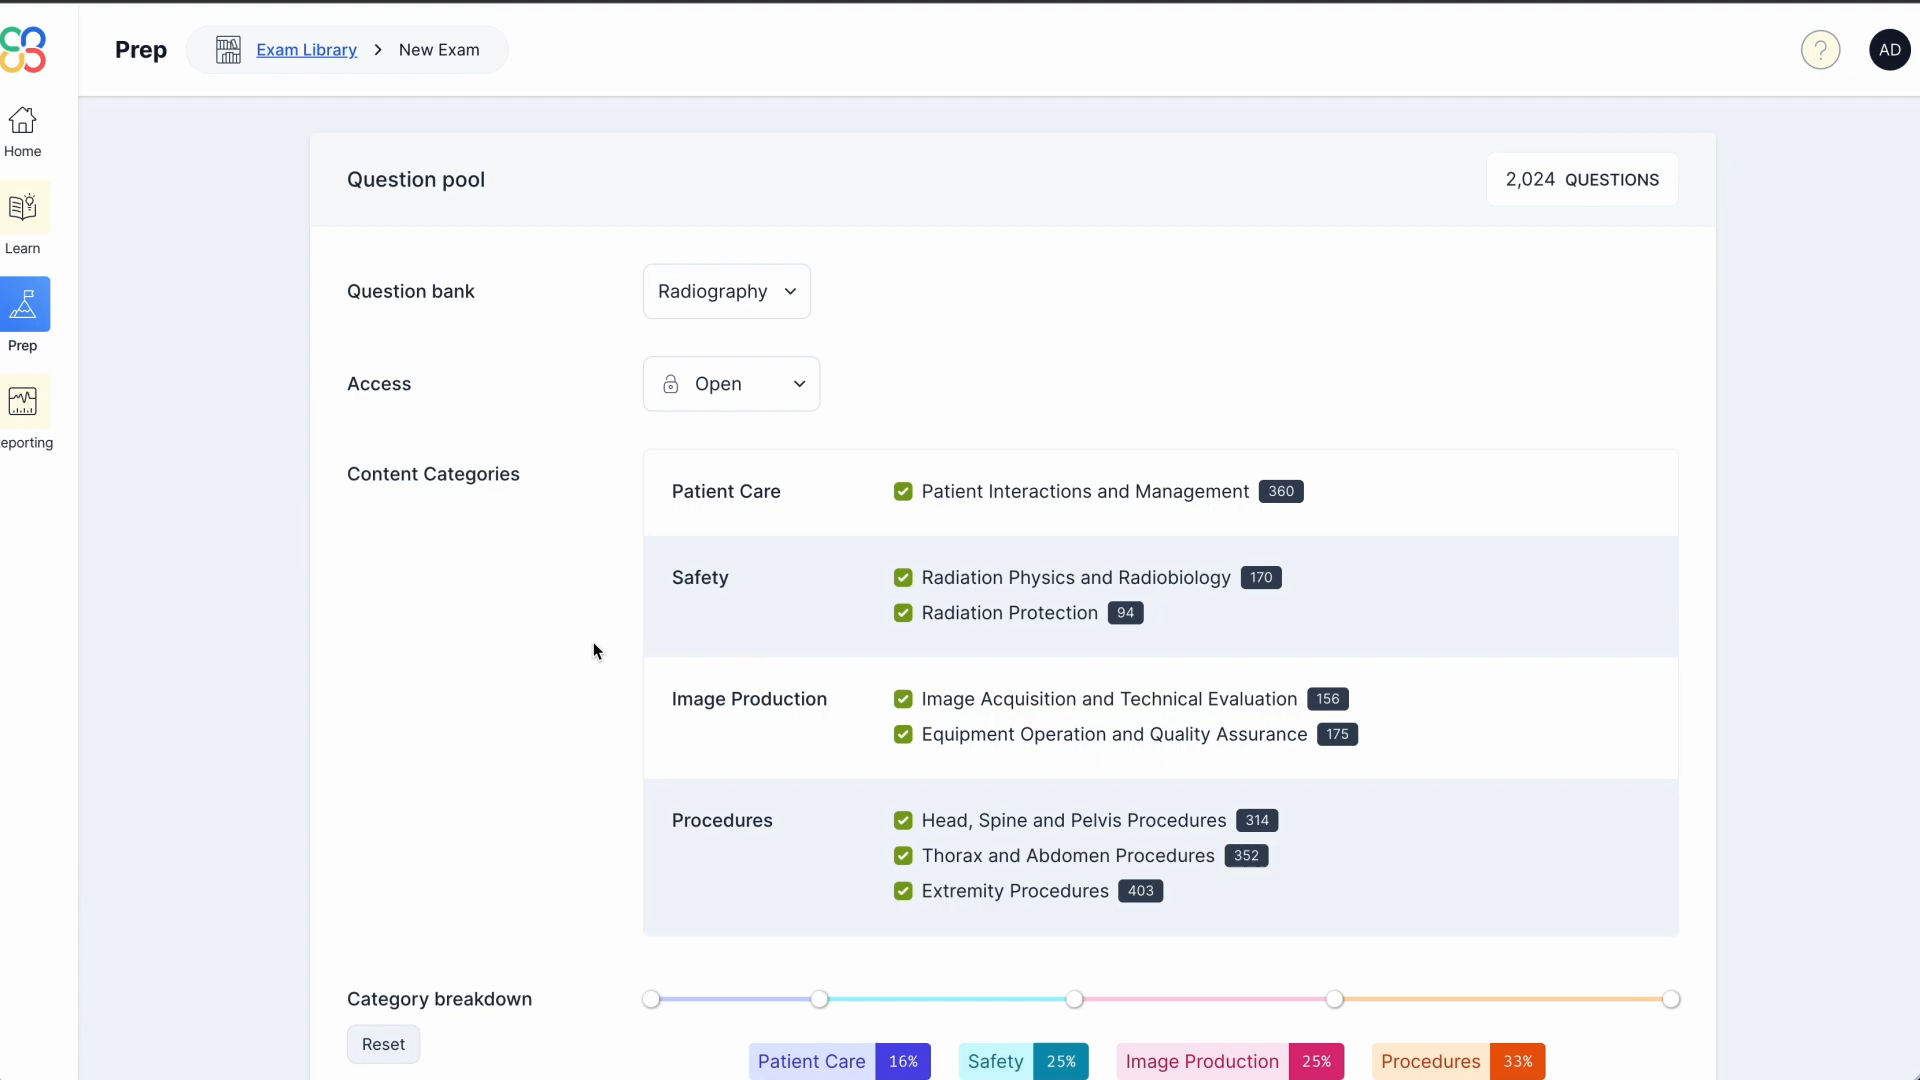 Prep
Exam Library
New Exam
?
AD
Home
Learn
Prep
eporting
Question pool
2,024 QUESTIONS
Question bank
Radiography
Access
Open
Content Categories
Patient Care
Patient Interactions and Management 360
Safety
Radiation Physics and Radiobiology 170
Radiation Protection 94
Image Production
Image Acquisition and Technical Evaluation 156
Equipment Operation and Quality Assurance 175
Procedures
Head, Spine and Pelvis Procedures 314
Thorax and Abdomen Procedures 352
Extremity Procedures 403
Category breakdown
Reset
Patient Care 16%
Safety 25%
Image Production 25%
Procedures 33%